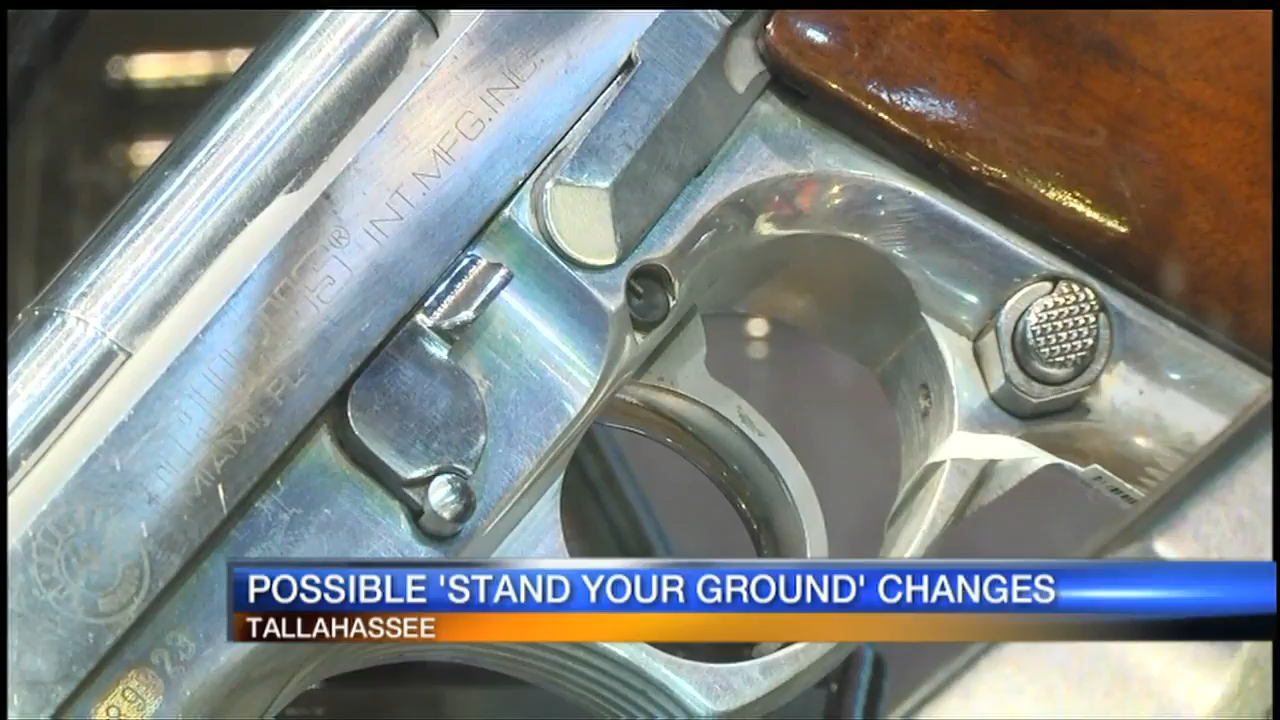 INT. MFG. INC.
MIAMI, FL
POSSIBLE 'STAND YOUR GROUND' CHANGES
TALLAHASSEE